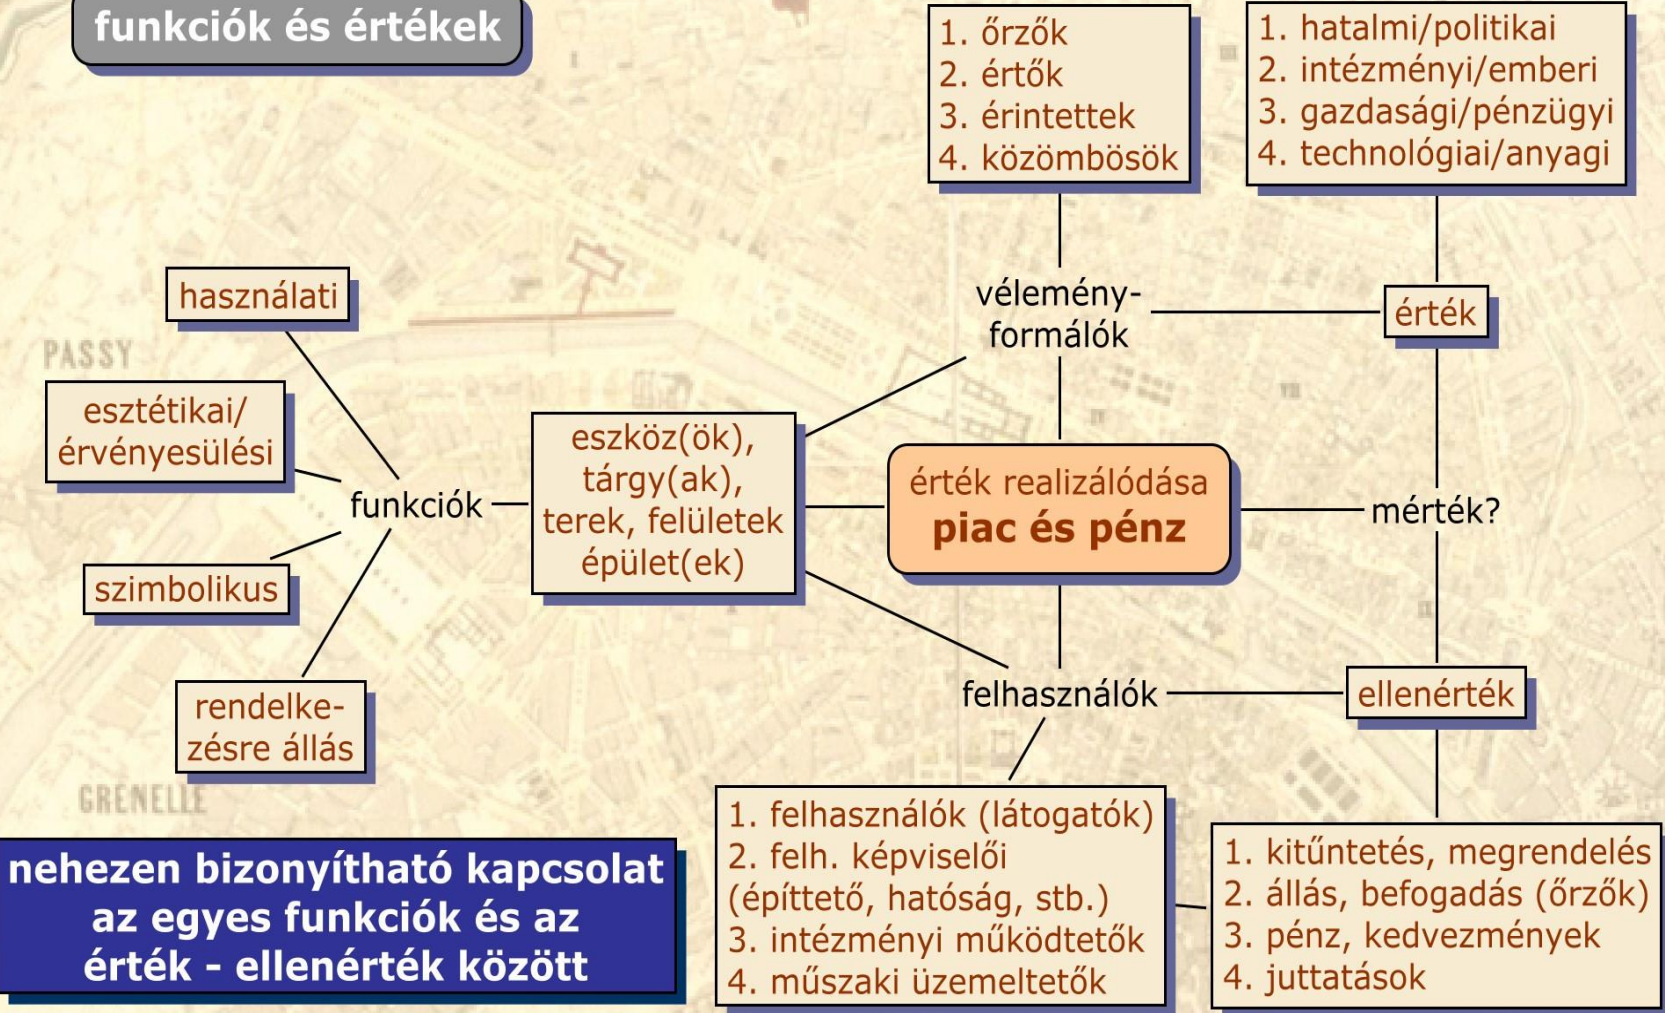 funkciók és értékek
1. őrzők
2. értők
3. érintettek
4. közömbösök
1. hatalmi/politikai
2. intézményi/emberi
3. gazdasági/pénzügyi
4. technológiai/anyagi
használati
vélemény-
formálók
érték
PASSY
esztétikai/
érvényesülési
funkciók
eszköz(ök),
tárgy(ak),
terek, felületek
épület(ek)
érték realizálódása
piac és pénz
mérték?
szimbolikus
rendelke-
zésre állás
felhasználók
ellenérték
GRENELLE
nehezen bizonyítható kapcsolat
az egyes funkciók és az
érték - ellenérték között
1. felhasználók (látogatók)
2. felh. képviselői
(építtető, hatóság, stb.)
3. intézményi működtetők
4. műszaki üzemeltetők
1. kitűntetés, megrendelés
2. állás, befogadás (őrzők)
3. pénz, kedvezmények
4. juttatások